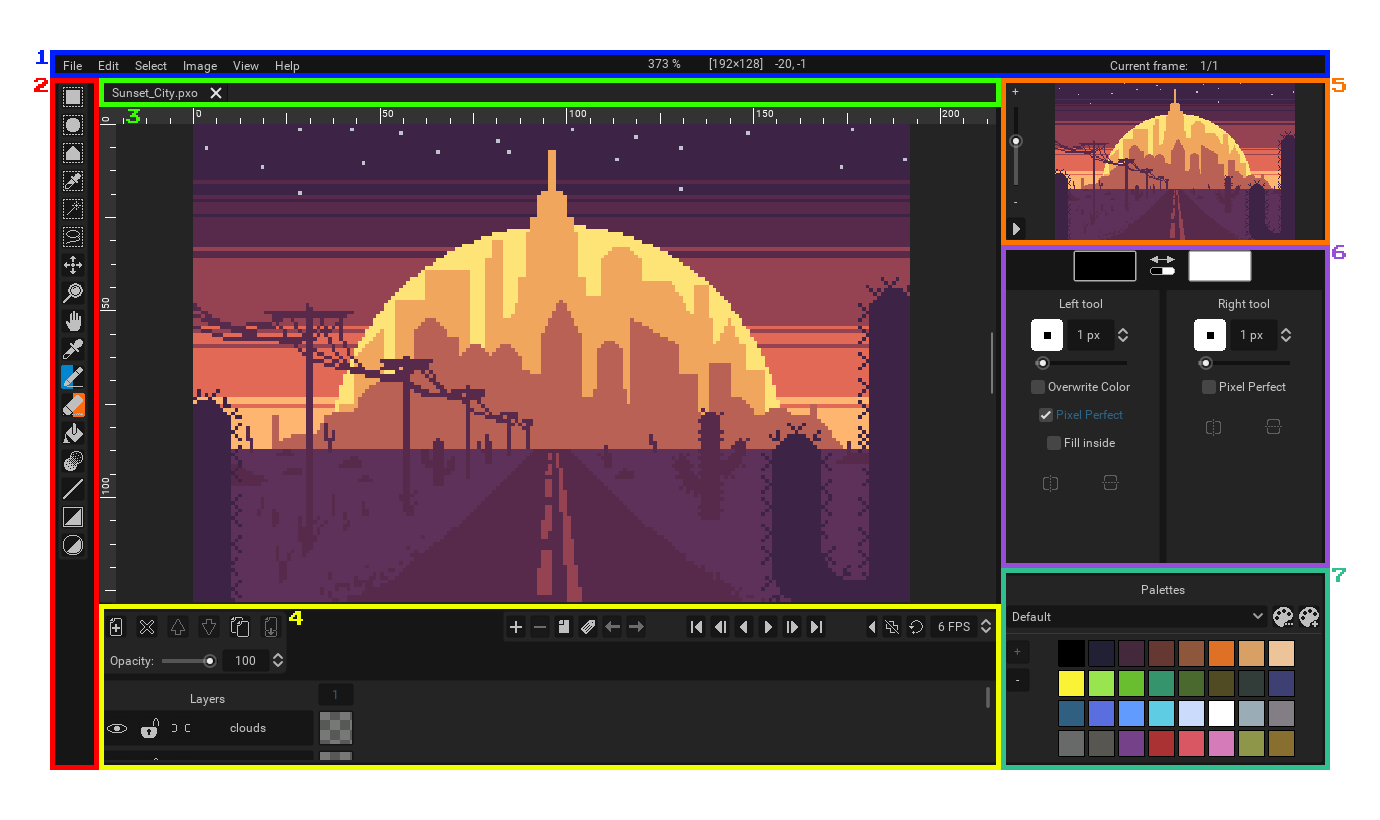 1
File Edit Select Image View Help 373 % [192×128] -20,-1 Current frame: 1/1
2
Sunset_City.pxo
5
+
-
3
0 50 100 150 200
0
50
100
6
Left tool Right tool
1 px 1 px
Overwrite Color Pixel Perfect
Pixel Perfect
Fill inside
7
Palettes
Default
+
-
4
6 FPS
Opacity: 100
Layers 1
clouds